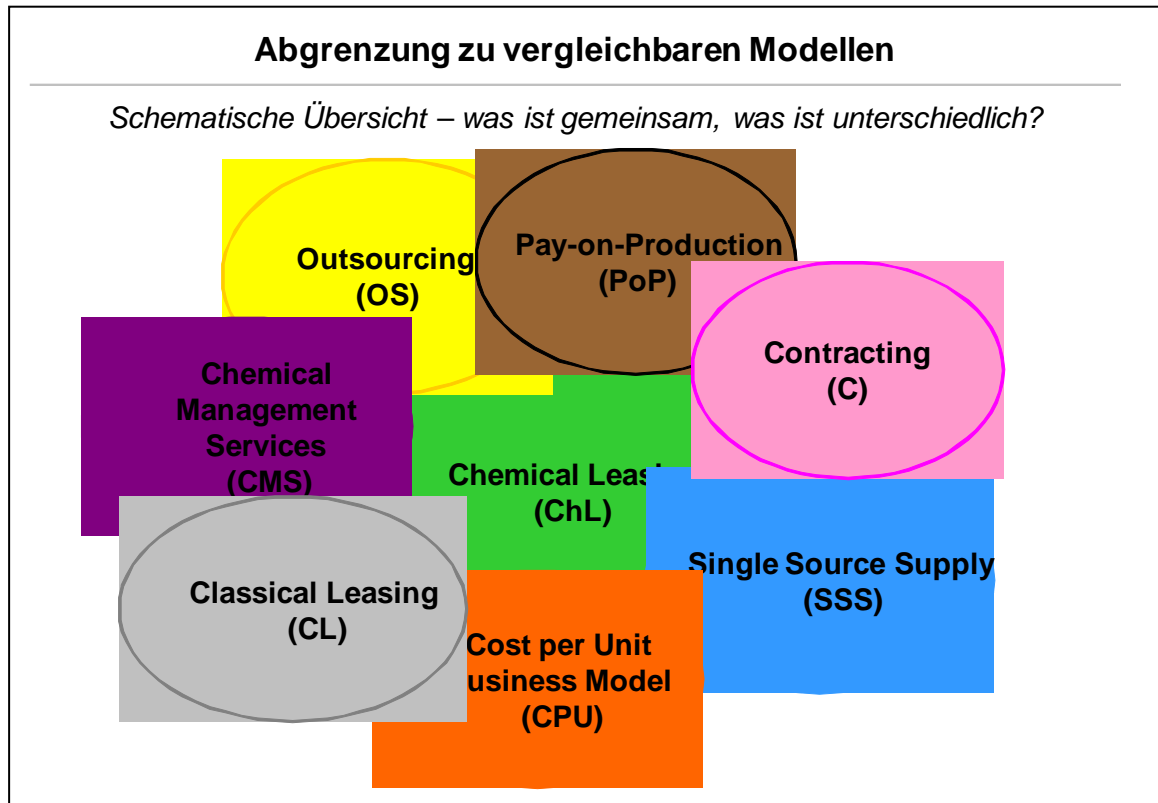 Abgrenzung zu vergleichbaren Modellen
Schematische Übersicht – was ist gemeinsam, was ist unterschiedlich?
Outsourcing
(OS)
Pay-on-Production
(PoP)
Contracting
(C)
Chemical
Management
Services
(CMS)
Chemical Leasi
(ChL)
Single Source Supply
(SSS)
Classical Leasing
(CL)
Cost per Unit
usiness Model
(CPU)